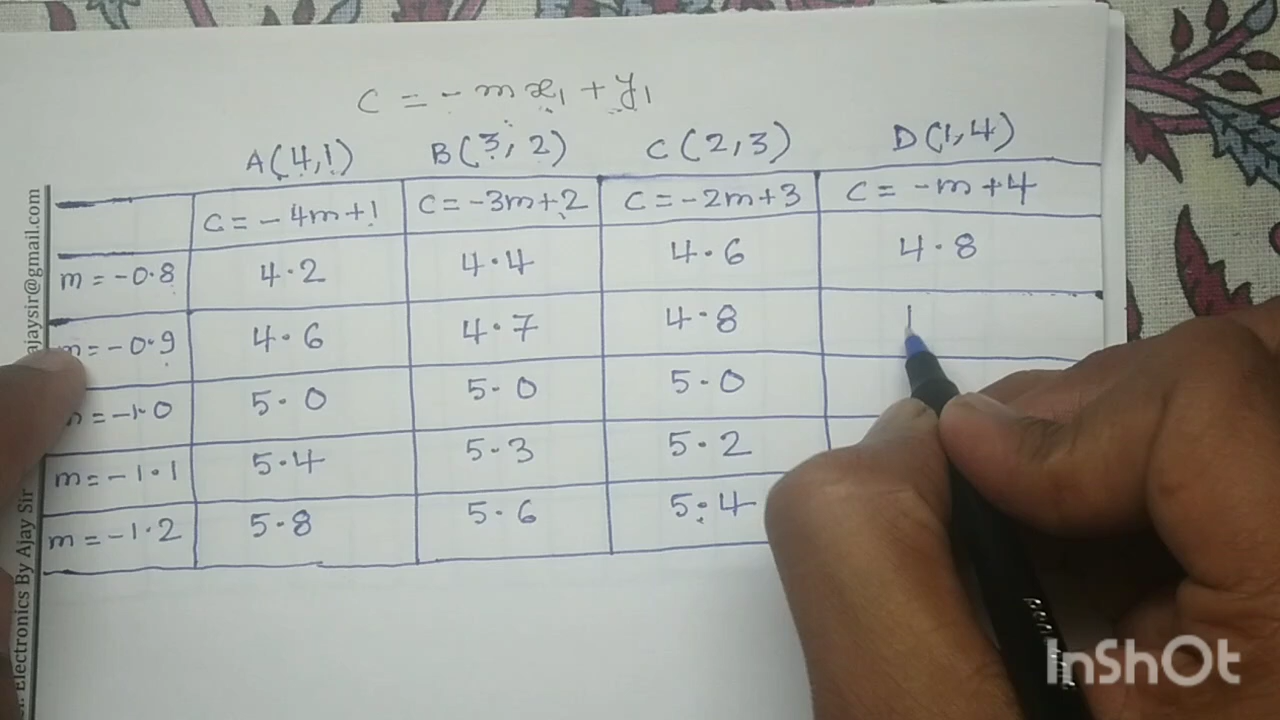 c = - m x₁ + y₁
A(4,1) B(3, 2) C(2,3) D(1,4)
c = -4m+1 c = -3m+2 c = -2m+3 c = -m+4
m = -0.8 4.2 4.4 4.6 4.8
m = -0.9 4.6 4.7 4.8
= -1.0 5.0 5.0 5.0
m = -1.1 5.4 5.3 5.2
m = -1.2 5.8 5.6 5.4
Electronics By Ajay Sir
ajaysir@gmail.com
InShOt